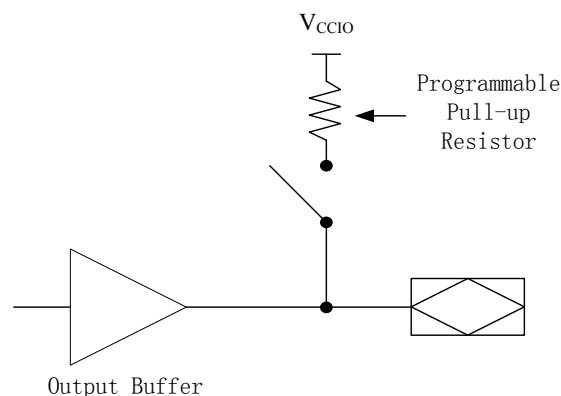 VCCIO
Programmable
Pull-up
Resistor
Output Buffer